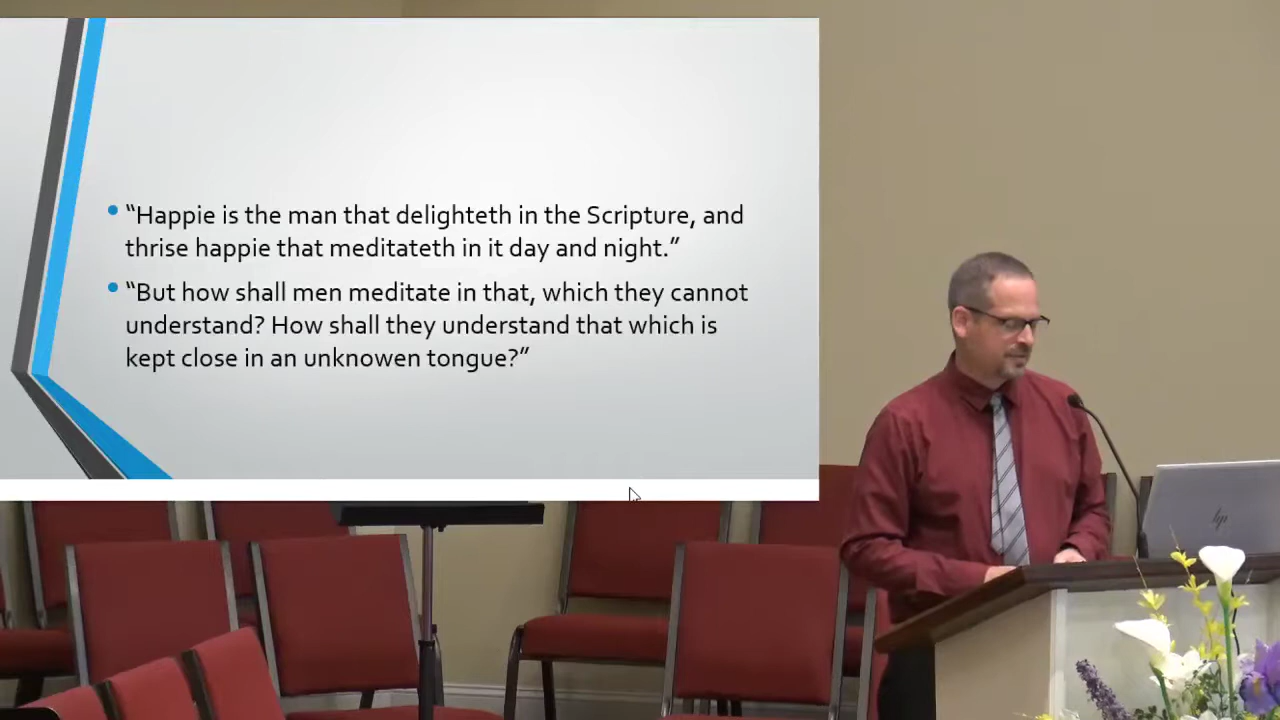 “Happie is the man that delighteth in the Scripture, and
thrise happie that meditateth in it day and night.”
“But how shall men meditate in that, which they cannot
understand? How shall they understand that which is
kept close in an unknowen tongue?”
hp